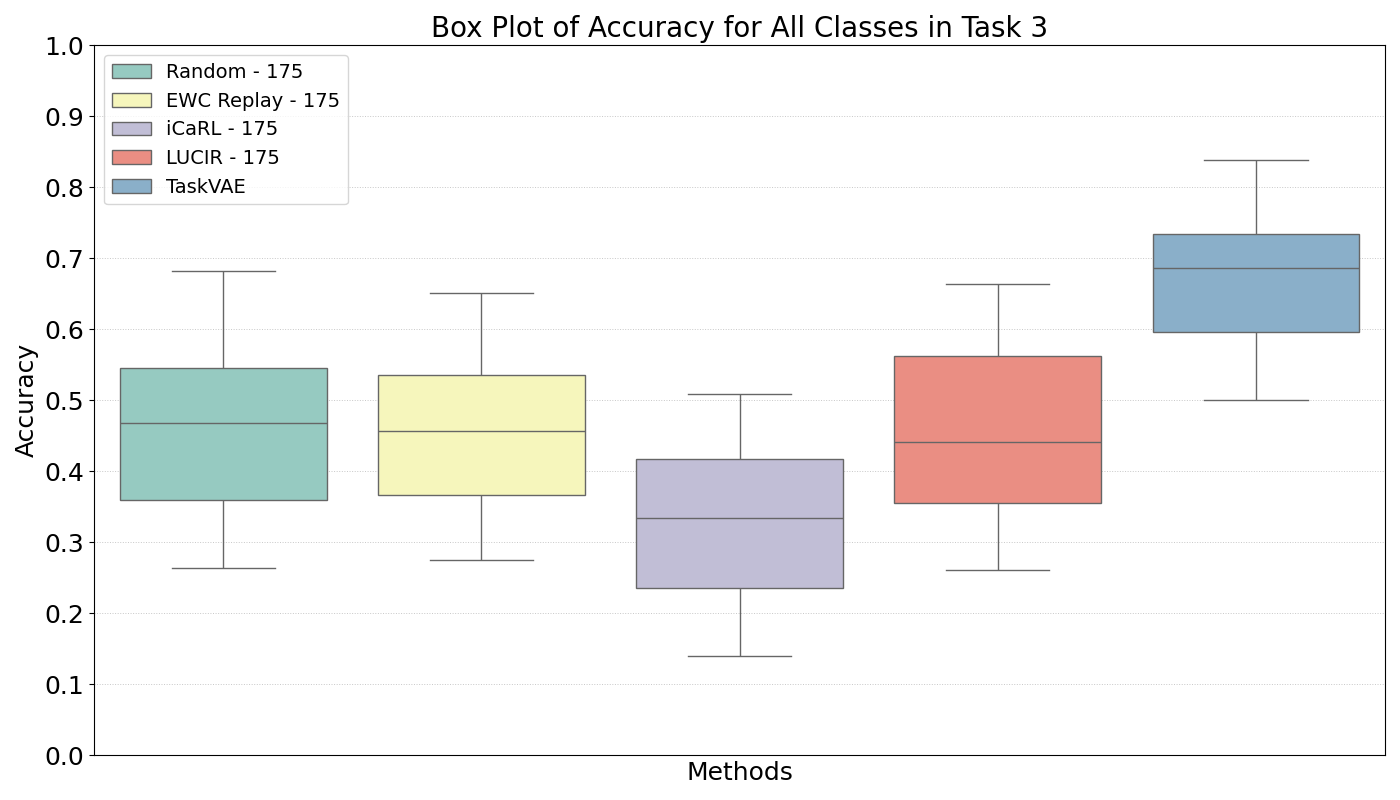 Box Plot of Accuracy for All Classes in Task 3
1.0
0.9
0.8
0.7
0.6
0.5
0.4
0.3
0.2
0.1
0.0
Accuracy
Random - 175
EWC Replay - 175
iCaRL - 175
LUCIR - 175
TaskVAE
Methods